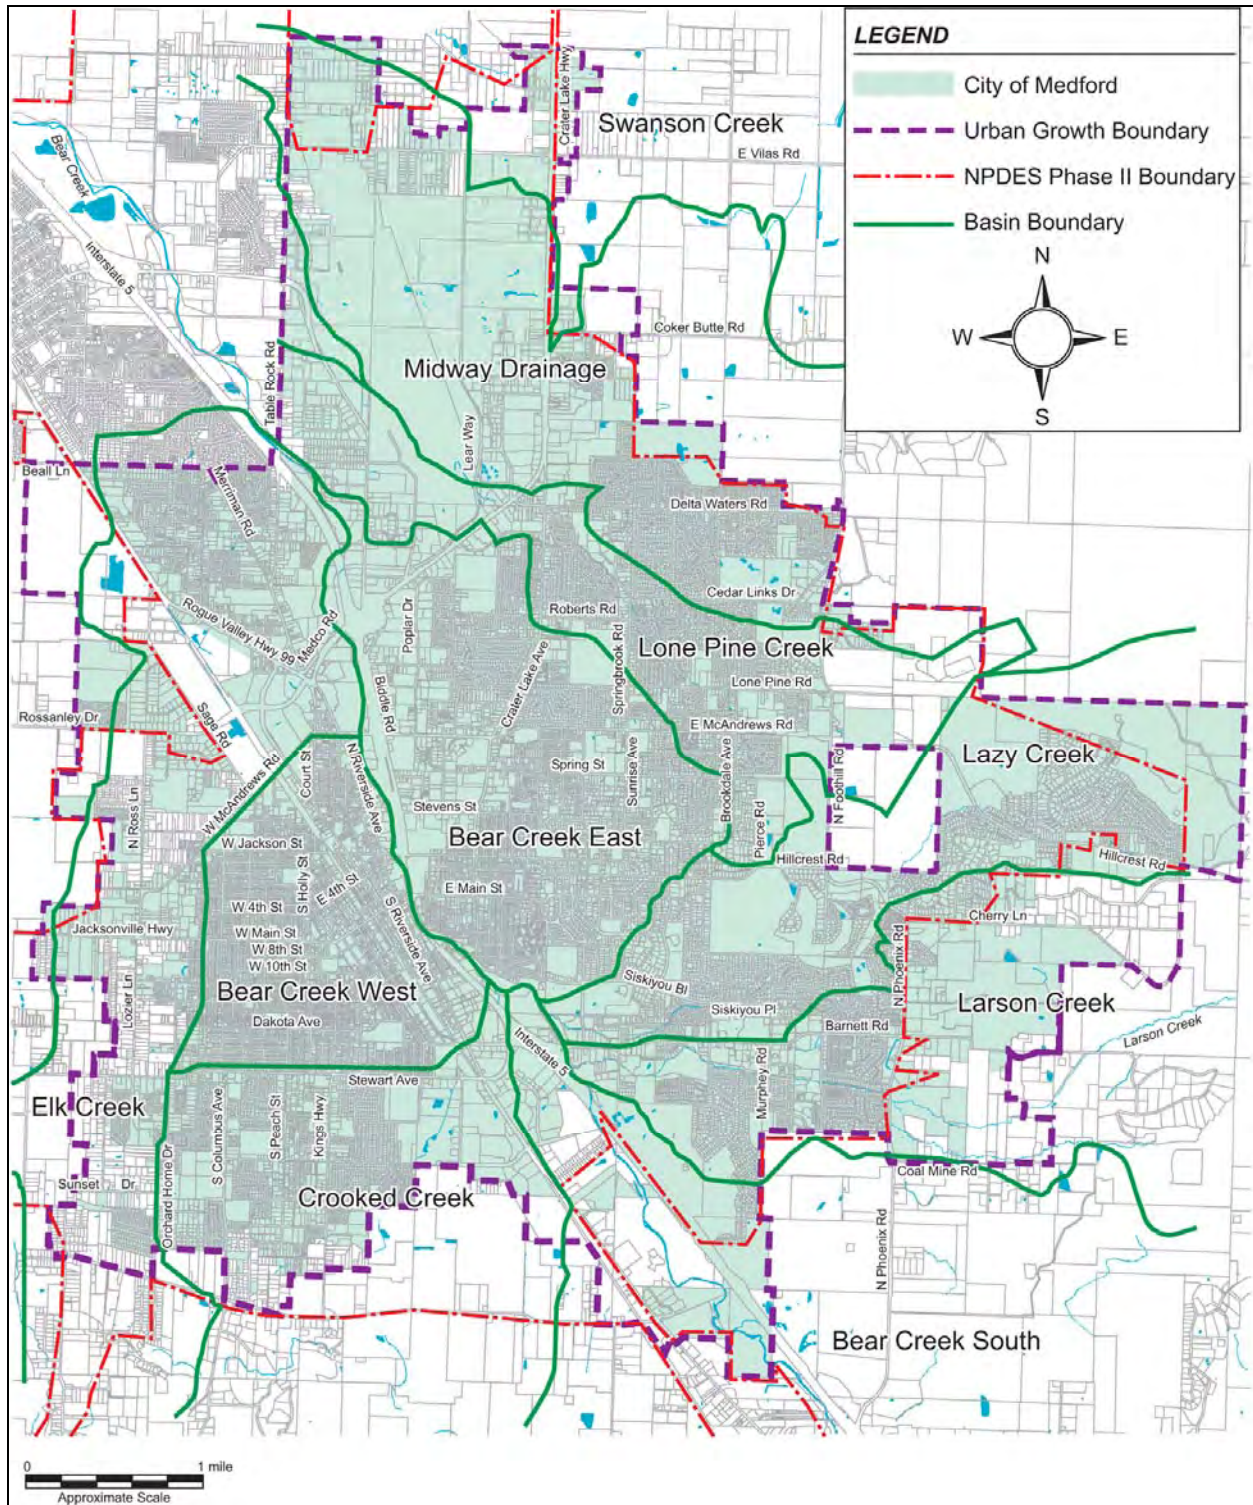 LEGEND
City of Medford
Urban Growth Boundary
NPDES Phase II Boundary
Basin Boundary
N
W
E
S
Crater Lake Hwy
Swanson Creek
E Vilas Rd
Bear Creek
Interstate 5
Coker Butte Rd
Table Rock Rd
Midway Drainage
Lear Way
Beall Ln
Merriman Rd
Delta Waters Rd
Cedar Links Dr
Rogue Valley Hwy 99
Medco Rd
Poplar Dr
Roberts Rd
Crater Lake Ave
Springbrook Rd
Lone Pine Creek
Lone Pine Rd
Rossanley Dr
Sage Rd
Biddle Rd
E McAndrews Rd
Lazy Creek
N Foothill Rd
W McAndrews Rd
Court St
N Riverside Ave
Spring St
Sunrise Ave
Brookdale Ave
Pierce Rd
N Ross Ln
Stevens St
W Jackson St
Bear Creek East
Hillcrest Rd
Hillcrest Rd
S Holly St
E 4th St
E Main St
W 4th St
Cherry Ln
Jacksonville Hwy
W Main St
W 8th St
W 10th St
S Riverside Ave
N Phoenix Rd
Siskiyou Bl
Bear Creek West
Lozier Ln
Siskiyou Pl
Larson Creek
Dakota Ave
Barnett Rd
Larson Creek
Interstate 5
Stewart Ave
Murphey Rd
Elk Creek
S Columbus Ave
S Peach St
Kings Hwy
Coal Mine Rd
Sunset Dr
Crooked Creek
Orchard Home Dr
N Phoenix Rd
Bear Creek South
0 1 mile
Approximate Scale